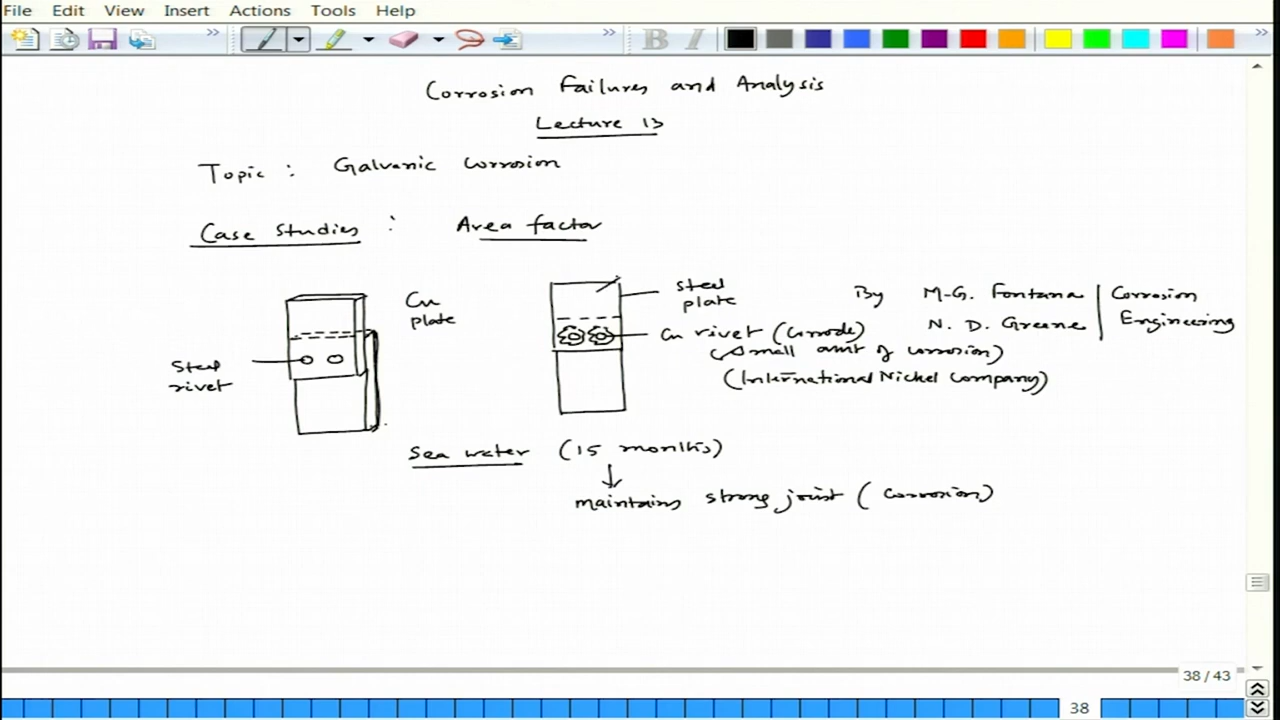 File Edit View Insert Actions Tools Help
Corrosion Failures and Analysis
Lecture 13
Topic : Galvanic Corrosion
Case Studies : Area factor
Cu plate
Steel rivet
Steel plate
Cu rivet (Corrode)
(Small amt of corrosion)
(International Nickel Company)
By M.G. Fontana
N. D. Greene
Corrosion
Engineering
Sea water (15 months)
maintains strong joint (Corrosion)
38 / 43
38